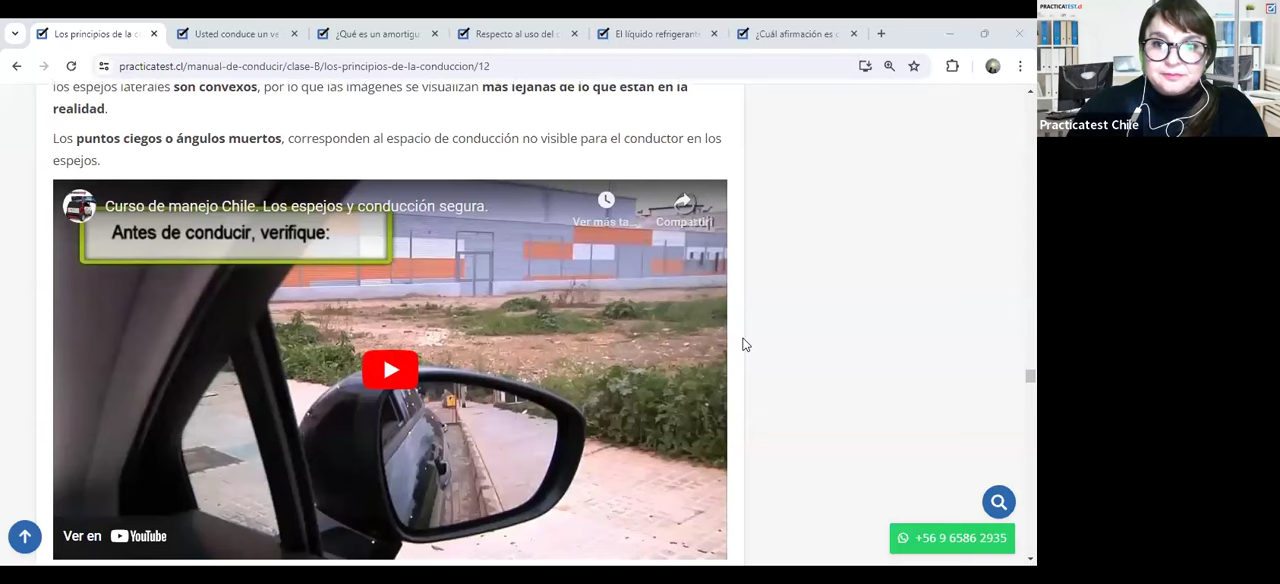 Los principios de la c
Usted conduce un ve
¿Qué es un amortigu
Respecto al uso del c
El líquido refrigerant
¿Cuál afirmación es c
practicatest.cl/manual-de-conducir/clase-B/los-principios-de-la-conduccion/12
PRACTICATEST.cl
Practicatest Chile
los espejos laterales son convexos, por lo que las imágenes se visualizan más lejanas de lo que están en la
realidad.
Los puntos ciegos o ángulos muertos, corresponden al espacio de conducción no visible para el conductor en los
espejos.
Curso de manejo Chile. Los espejos y conducción segura.
Ver más ta...
Compartir
Antes de conducir, verifique:
Ver en YouTube
+56 9 6586 2935